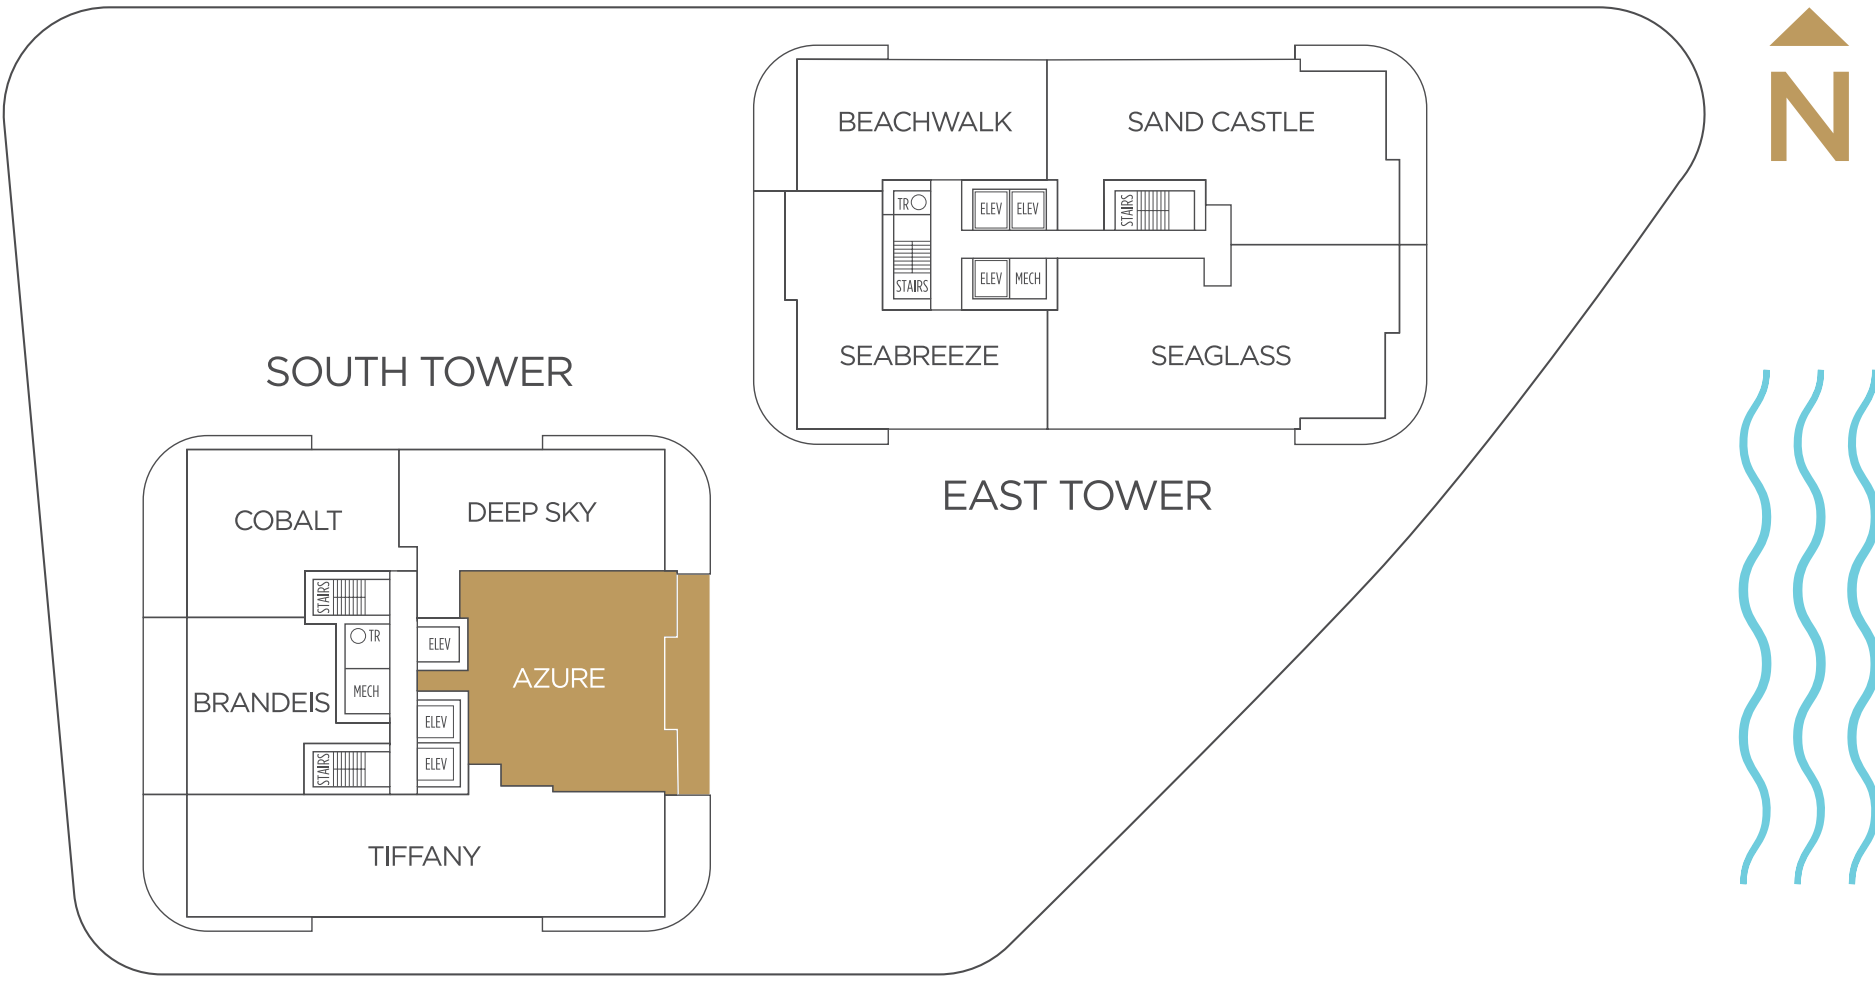 N
BEACHWALK
SAND CASTLE
TR
ELEV
ELEV
STAIRS
STAIRS
ELEV
MECH
SEABREEZE
SEAGLASS
EAST TOWER
SOUTH TOWER
COBALT
DEEP SKY
STAIRS
TR
ELEV
MECH
BRANDEIS
AZURE
ELEV
STAIRS
ELEV
TIFFANY